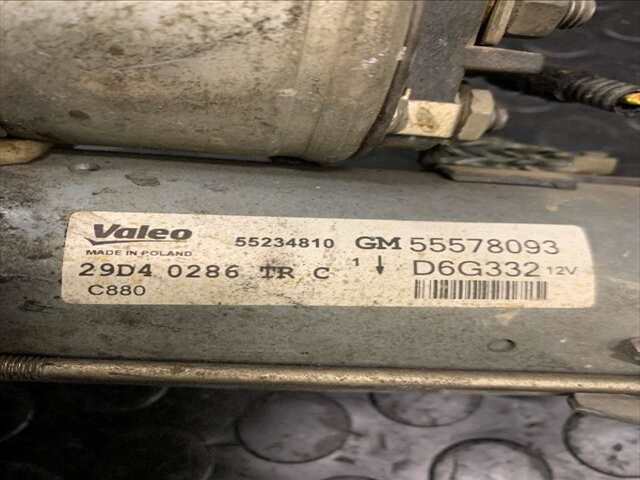 Valeo 55234810 GM 55578093
MADE IN POLAND
29D4 0286 TR C 1 ↓ D6G332 12V
C880